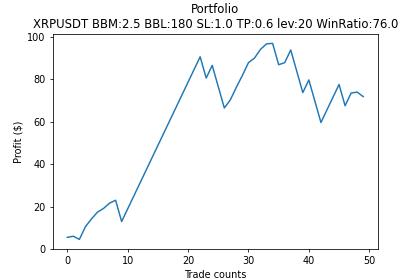 Portfolio
XRPUSDT BBM:2.5 BBL:180 SL:1.0 TP:0.6 lev:20 WinRatio:76.0
100
80
60
40
20
0
Profit ($)
0 10 20 30 40 50
Trade counts